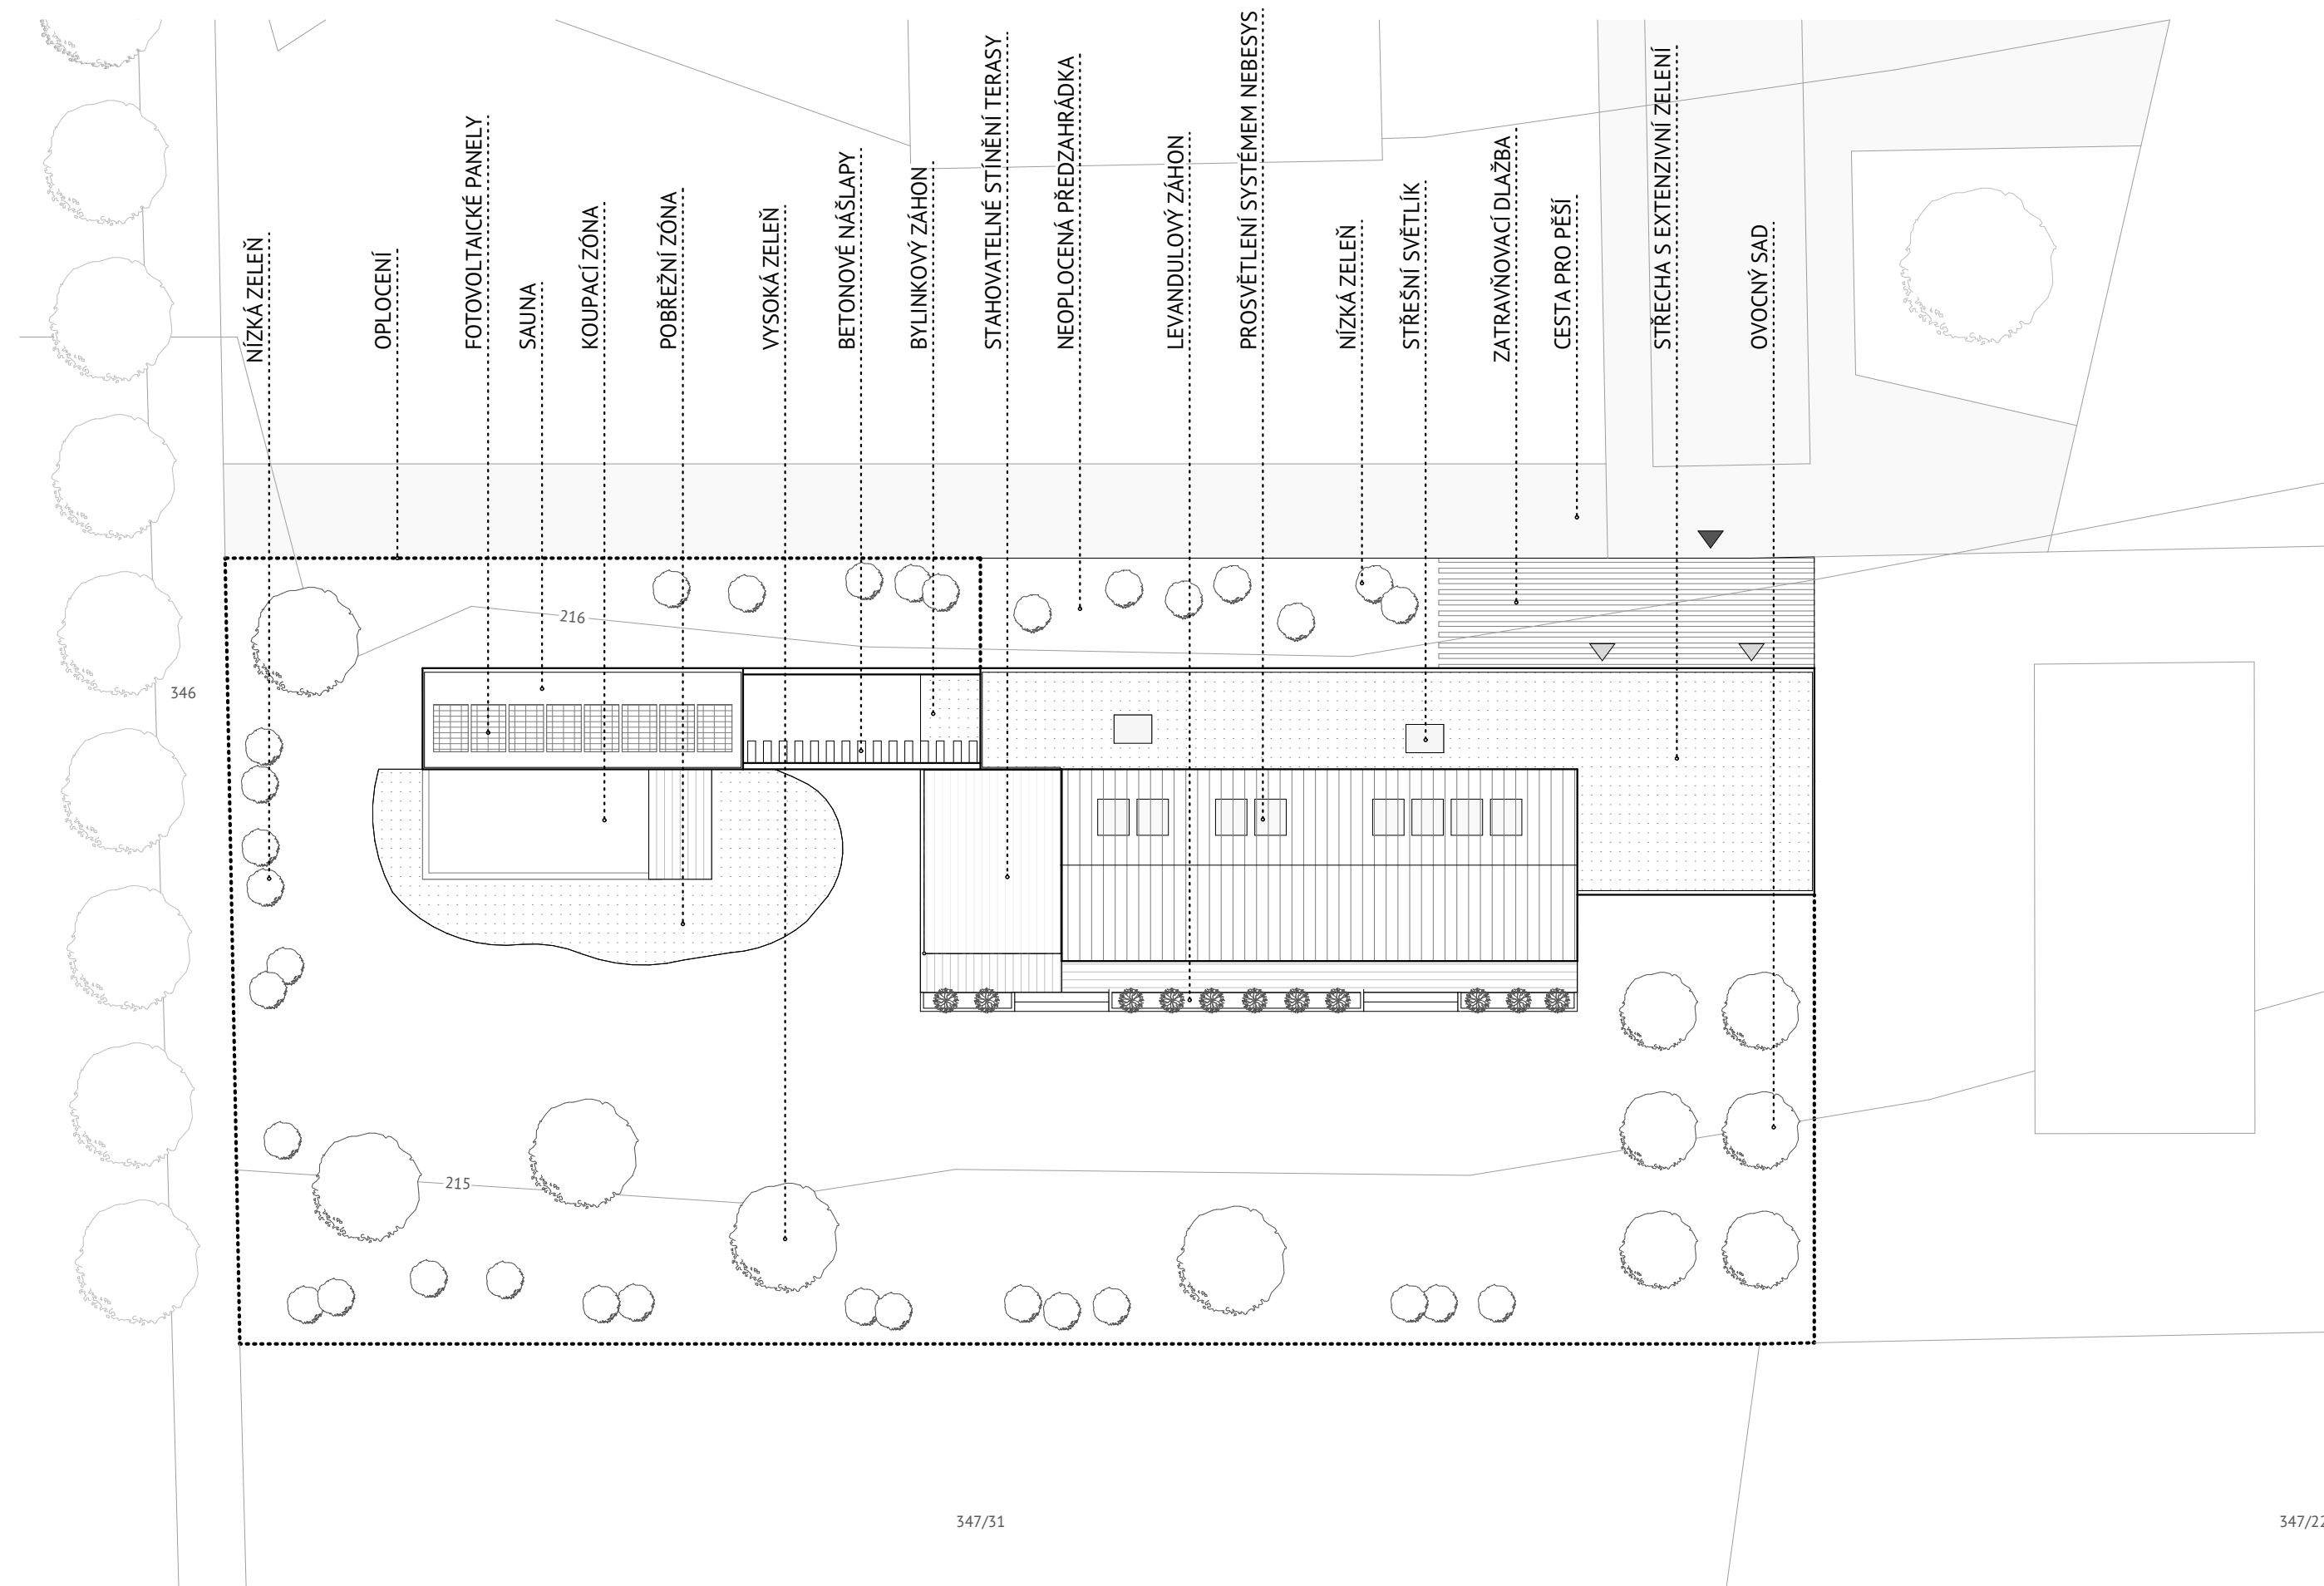 NÍZKÁ ZELEŇ
OPLOCENÍ
FOTOVOLTAICKÉ PANELY
SAUNA
KOUPACÍ ZÓNA
POBŘEŽNÍ ZÓNA
VYSOKÁ ZELEŇ
BETONOVÉ NÁŠLAPY
BYLINKOVÝ ZÁHON
STAHOVATELNÉ STÍNĚNÍ TERASY
NEOPLOCENÁ PŘEDZAHRÁDKA
LEVANDULOVÝ ZÁHON
PROSVĚTLENÍ SYSTÉMEM NEBESYS
NÍZKÁ ZELEŇ
STŘEŠNÍ SVĚTLÍK
ZATRAVŇOVACÍ DLAŽBA
CESTA PRO PĚŠÍ
STŘECHA S EXTENZIVNÍ ZELENÍ
OVOCNÝ SAD
216
346
215
347/31
347/22